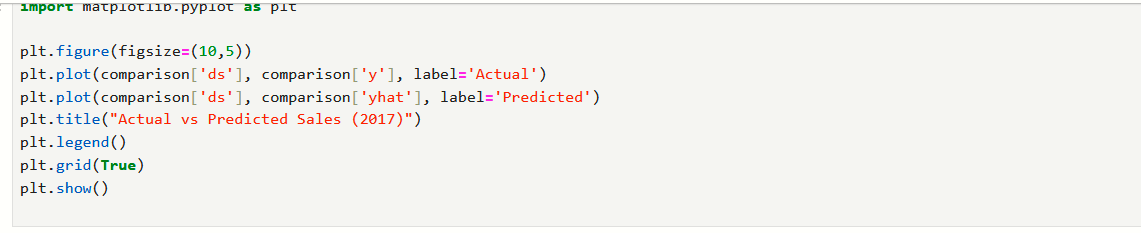 import matplotlib.pyplot as plt
plt.figure(figsize=(10,5))
plt.plot(comparison['ds'], comparison['y'], label='Actual')
plt.plot(comparison['ds'], comparison['yhat'], label='Predicted')
plt.title("Actual vs Predicted Sales (2017)")
plt.legend()
plt.grid(True)
plt.show()